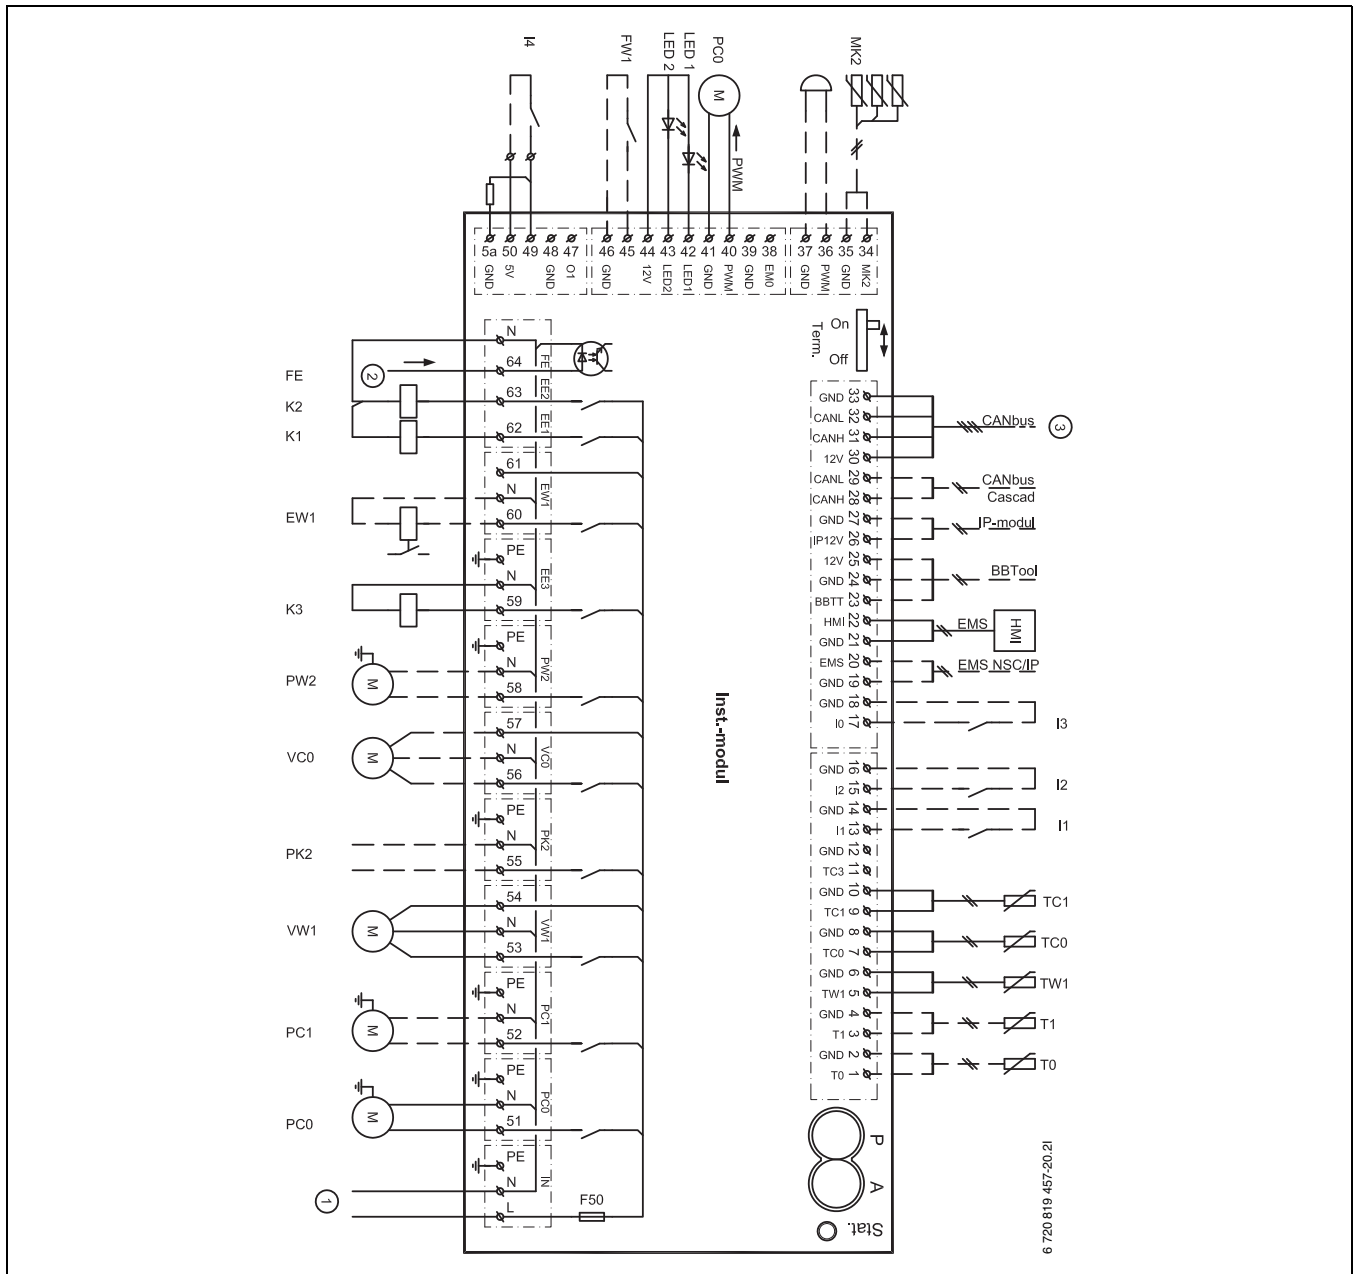 I4
FW1
LED 2
LED 1
PC0
MK2
M
PWM
5a 50 49 48 47
GND 5V GND O1
46 45 44 43 42 41 40 39 38
GND 12V LED2 LED1 GND PWM GND EM0
37 36 35 34
GND PWM GND MK2
On
Off
Term.
N
FE 2 64 FE
K2 63 EE2
K1 62 EE1
61
N EW1
EW1 60
PE
N EE3
K3 59
PE
N PW2
PW2 M 58
57
VC0 M N VC0
56
PE
N PK2
PK2 55
54
VW1 M N VW1
53
PE
N PC1
PC1 M 52
PE
N PC0
PC0 M 51
PE
N IN
1
L F50
Inst.-modul
GND 33
CANL 32 CANbus 3
CANH 31
12V 30
CANL 29 CANbus
CANH 28 Cascad
GND 27 IP-modul
IP12V 26
12V 25
GND 24 BBTool
BBTT 23
HMI 22 EMS HMI
GND 21
EMS 20 EMS NSC/IP
GND 19
GND 18
I0 17 I3
GND 16
I2 15 I2
GND 14
I1 13 I1
GND 12
TC3 11
GND 10
TC1 9 TC1
GND 8
TC0 7 TC0
GND 6
TW1 5 TW1
GND 4
T1 3 T1
GND 2
T0 1 T0
P
A
Stat.
6 720 819 457-20.2I